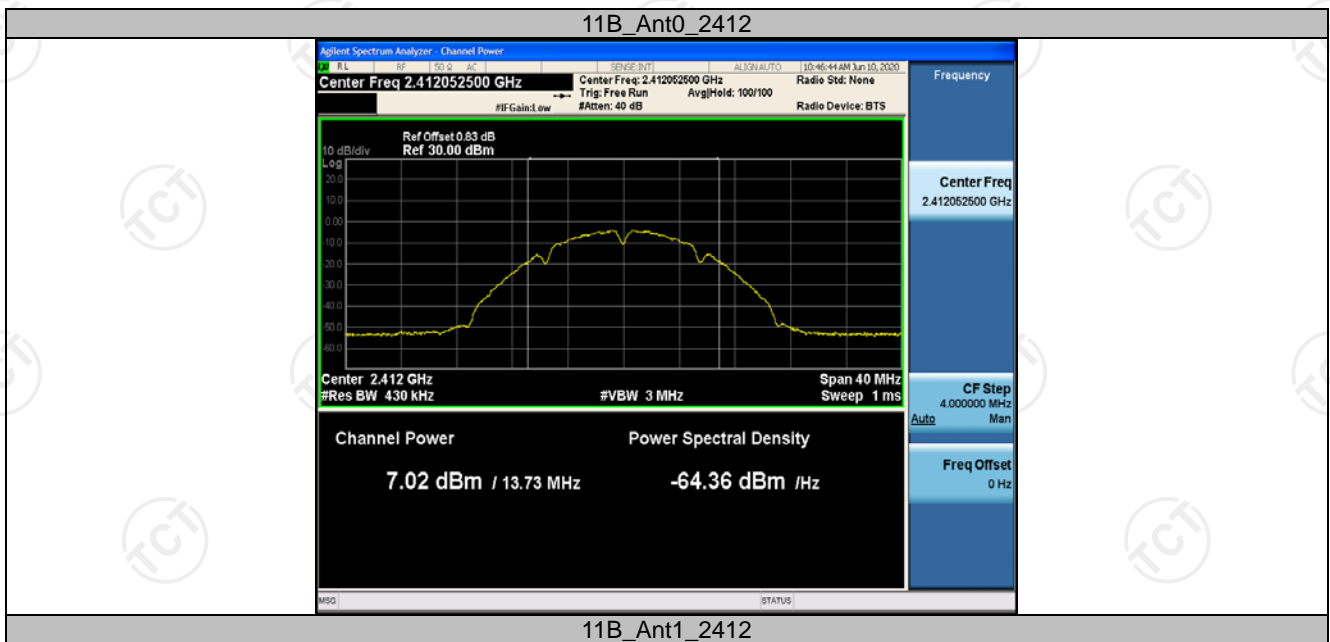 11B_Ant0_2412
Agilent Spectrum Analyzer - Channel Power
RL RF 50 Ω AC SENSE:INT ALIGN AUTO 10:46:44 AM Jun 10, 2020
Center Freq 2.412052500 GHz
Center Freq: 2.412052500 GHz
Radio Std: None
Trig: Free Run Avg|Hold: 100/100
#IFGain:Low #Atten: 40 dB Radio Device: BTS
Frequency
Ref Offset 0.83 dB
10 dB/div Ref 30.00 dBm
Log
20.0
10.0
0.00
-10.0
-20.0
-30.0
-40.0
-50.0
-60.0
Center 2.412 GHz Span 40 MHz
#Res BW 430 kHz #VBW 3 MHz Sweep 1 ms
Channel Power Power Spectral Density
7.02 dBm / 13.73 MHz -64.36 dBm /Hz
Center Freq
2.412052500 GHz
CF Step
4.000000 MHz
Auto Man
Freq Offset
0 Hz
MSG STATUS
11B_Ant1_2412
TCT
TCT
TCT
TCT